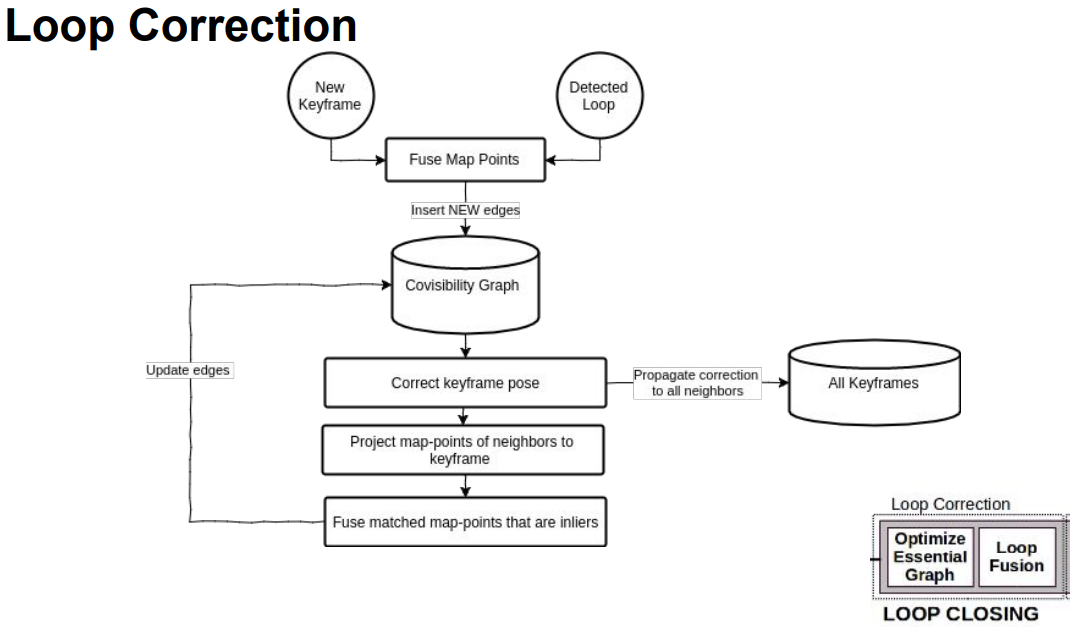 Loop Correction
New
Keyframe
Detected
Loop
Fuse Map Points
Insert NEW edges
Covisibility Graph
Update edges
Correct keyframe pose
Propagate correction
to all neighbors
All Keyframes
Project map-points of neighbors to
keyframe
Fuse matched map-points that are inliers
Loop Correction
Optimize
Essential
Graph
Loop
Fusion
LOOP CLOSING